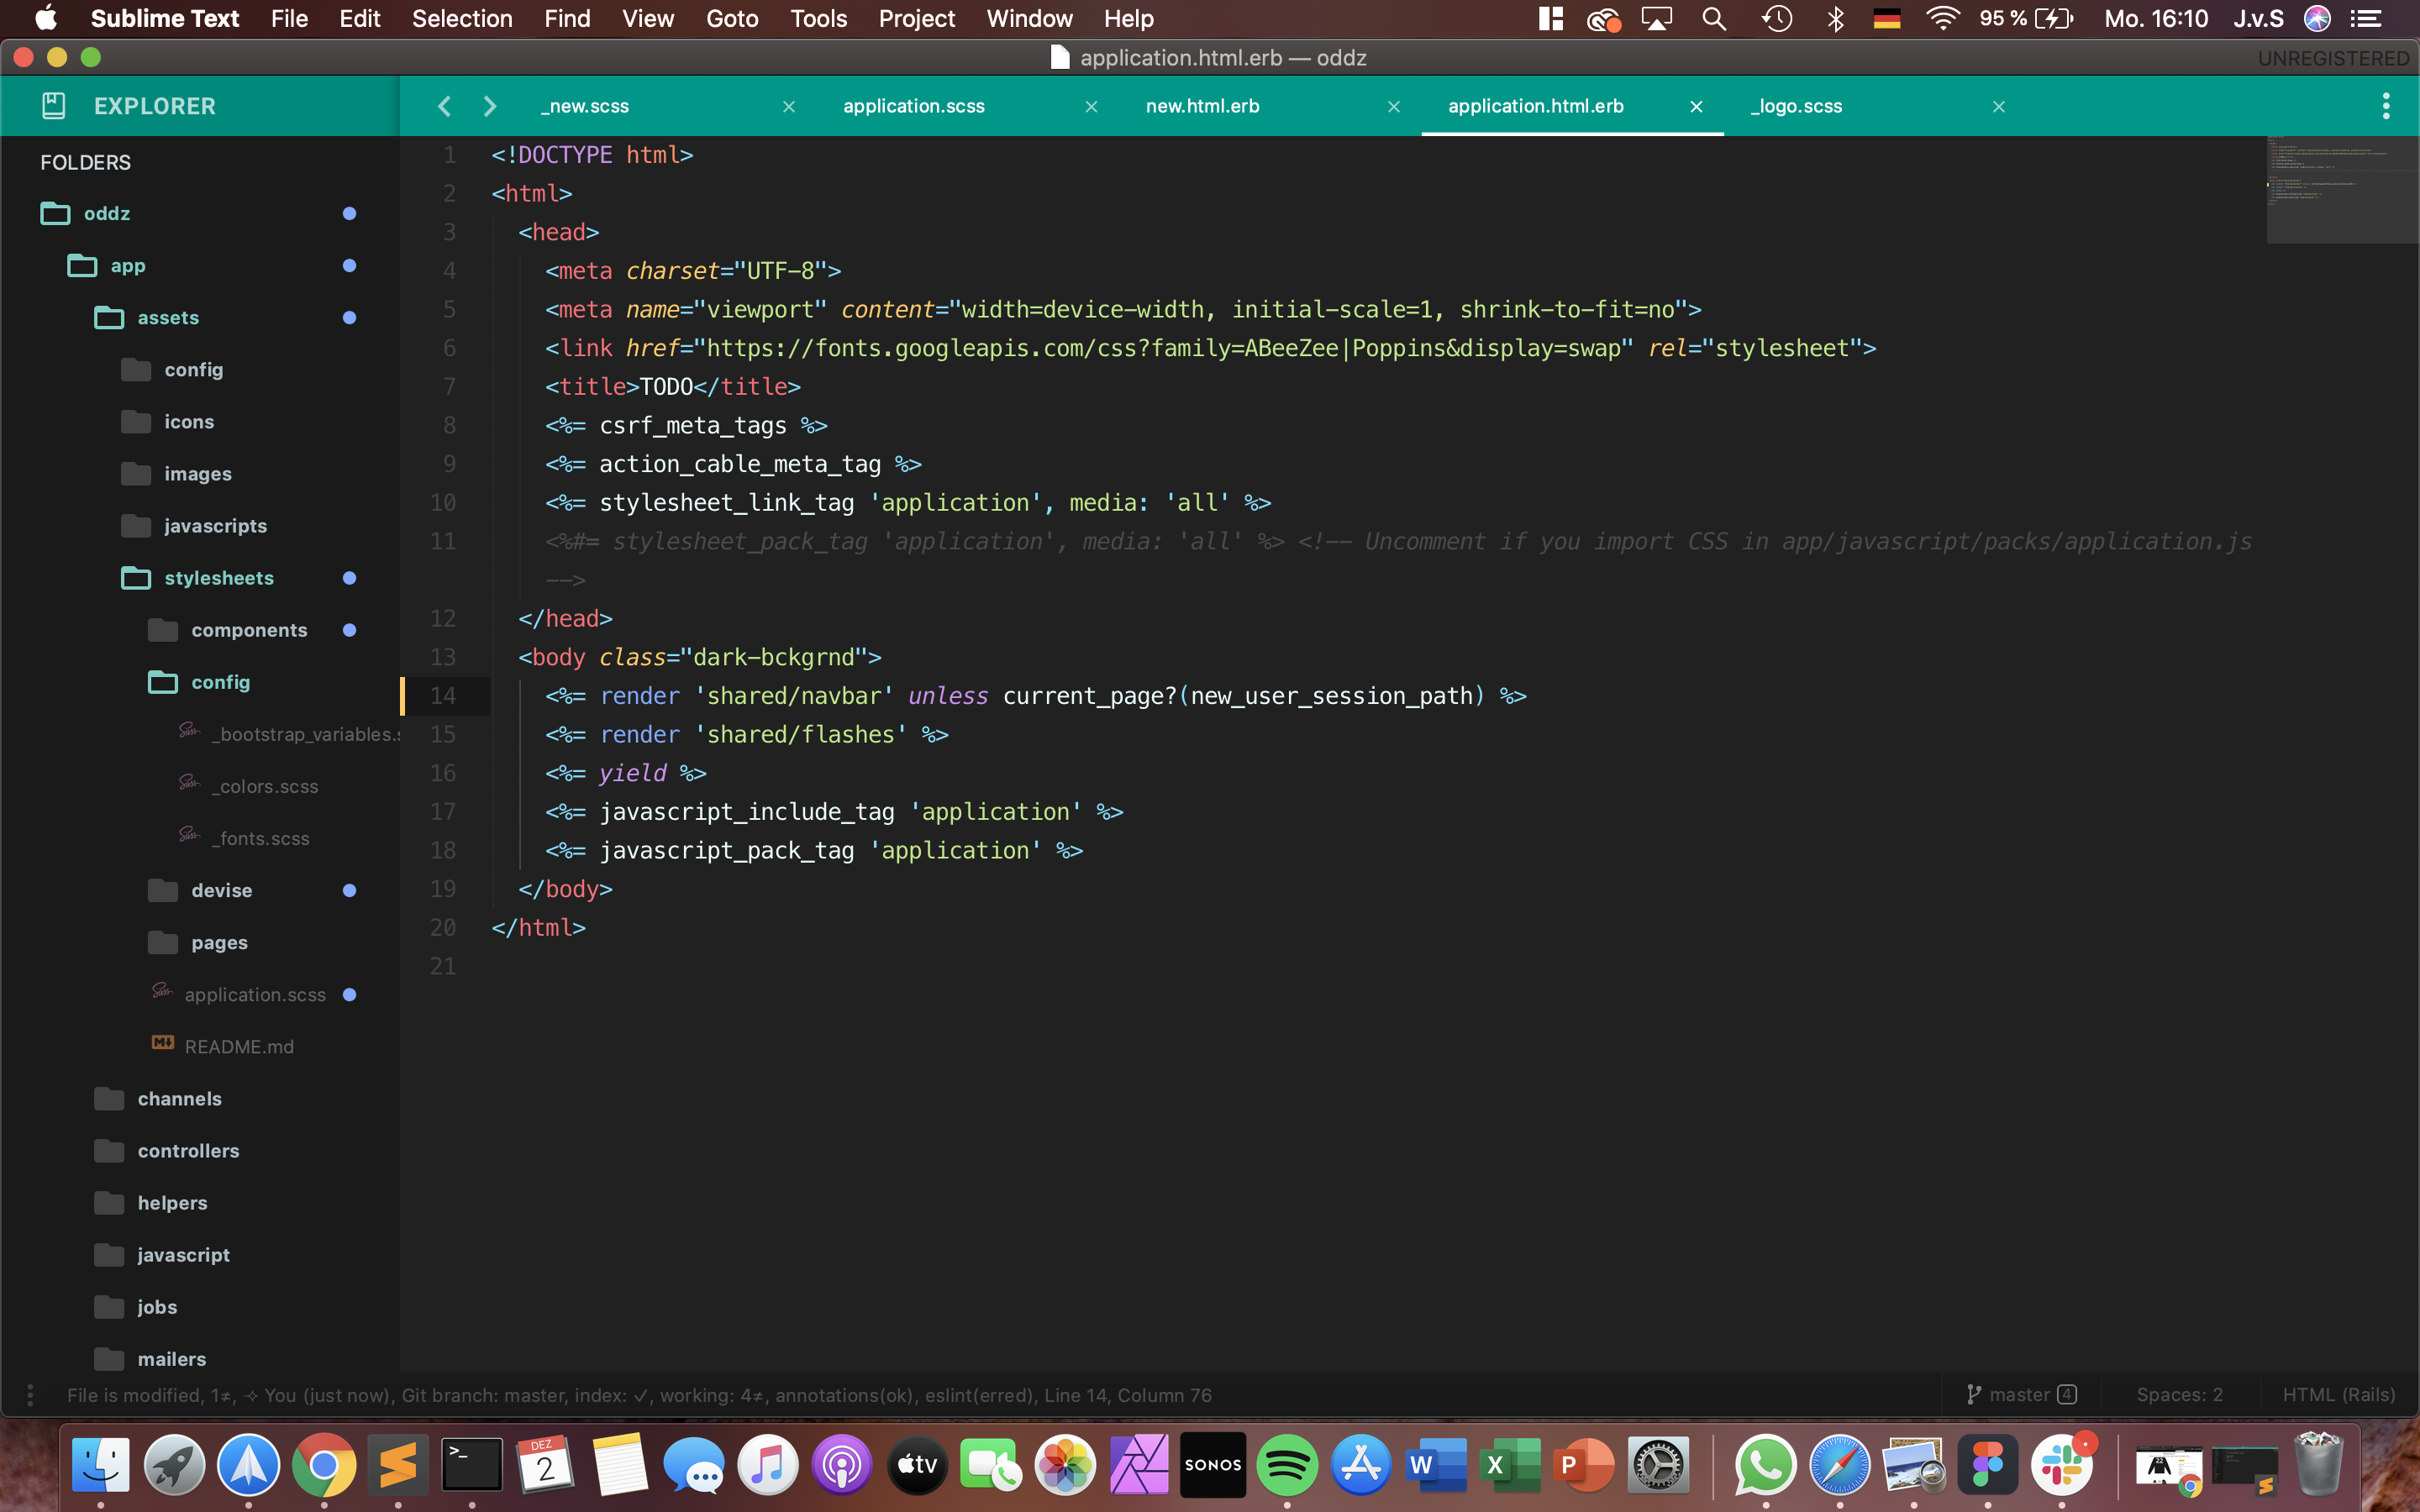 Sublime Text File Edit Selection Find View Goto Tools Project Window Help 95 % Mo. 16:10 J.v.S
application.html.erb — oddz UNREGISTERED
EXPLORER _new.scss application.scss new.html.erb application.html.erb _logo.scss
FOLDERS
oddz
app
assets
config
icons
images
javascripts
stylesheets
components
config
_bootstrap_variables.s
_colors.scss
_fonts.scss
devise
pages
application.scss
README.md
channels
controllers
helpers
javascript
jobs
mailers
1 <!DOCTYPE html>
2 <html>
3 <head>
4 <meta charset="UTF-8">
5 <meta name="viewport" content="width=device-width, initial-scale=1, shrink-to-fit=no">
6 <link href="https://fonts.googleapis.com/css?family=ABeeZee|Poppins&display=swap" rel="stylesheet">
7 <title>TODO</title>
8 <%= csrf_meta_tags %>
9 <%= action_cable_meta_tag %>
10 <%= stylesheet_link_tag 'application', media: 'all' %>
11 <%#= stylesheet_pack_tag 'application', media: 'all' %> <!-- Uncomment if you import CSS in app/javascript/packs/application.js
-->
12 </head>
13 <body class="dark-bckgrnd">
14 <%= render 'shared/navbar' unless current_page?(new_user_session_path) %>
15 <%= render 'shared/flashes' %>
16 <%= yield %>
17 <%= javascript_include_tag 'application' %>
18 <%= javascript_pack_tag 'application' %>
19 </body>
20 </html>
21
File is modified, 1≠, ✧ You (just now), Git branch: master, index: ✓, working: 4≠, annotations(ok), eslint(erred), Line 14, Column 76 master 4 Spaces: 2 HTML (Rails)
>_ DEZ 2 tv SONOS W X P